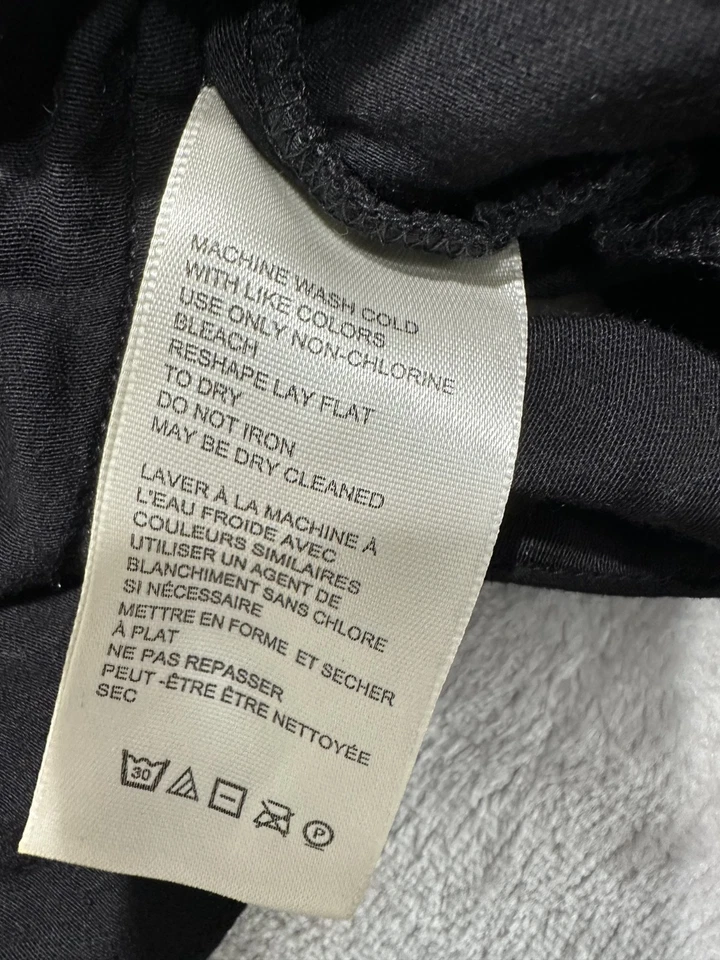 MACHINE WASH COLD
WITH LIKE COLORS
USE ONLY NON-CHLORINE
BLEACH
RESHAPE LAY FLAT
TO DRY
DO NOT IRON
MAY BE DRY CLEANED
LAVER À LA MACHINE À
L'EAU FROIDE AVEC
COULEURS SIMILAIRES
UTILISER UN AGENT DE
BLANCHIMENT SANS CHLORE
SI NÉCESSAIRE
METTRE EN FORME ET SECHER
À PLAT
NE PAS REPASSER
PEUT -ÊTRE ÊTRE NETTOYÉE
SEC
30 P